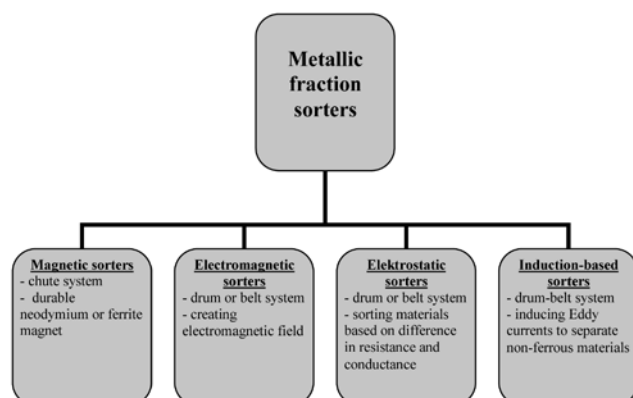 Metallic
fraction
sorters
Magnetic sorters
- chute system
- durable
neodymium or ferrite
magnet
Electromagnetic
sorters
- drum or belt system
- creating
electromagnetic field
Elektrostatic
sorters
- drum or belt system
- sorting materials
based on difference
in resistance and
conductance
Induction-based
sorters
- drum-belt system
- inducing Eddy
currents to separate
non-ferrous materials